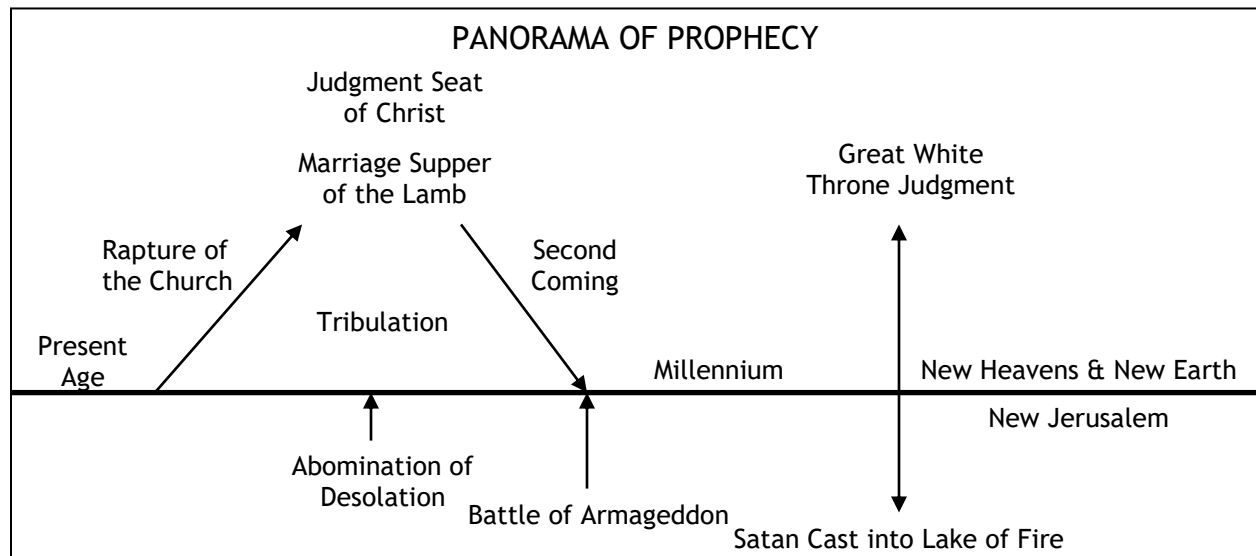 PANORAMA OF PROPHECY
Judgment Seat
of Christ
Marriage Supper
of the Lamb
Great White
Throne Judgment
Rapture of
the Church
Second
Coming
Tribulation
Present
Age
Millennium
New Heavens & New Earth
New Jerusalem
Abomination of
Desolation
Battle of Armageddon
Satan Cast into Lake of Fire